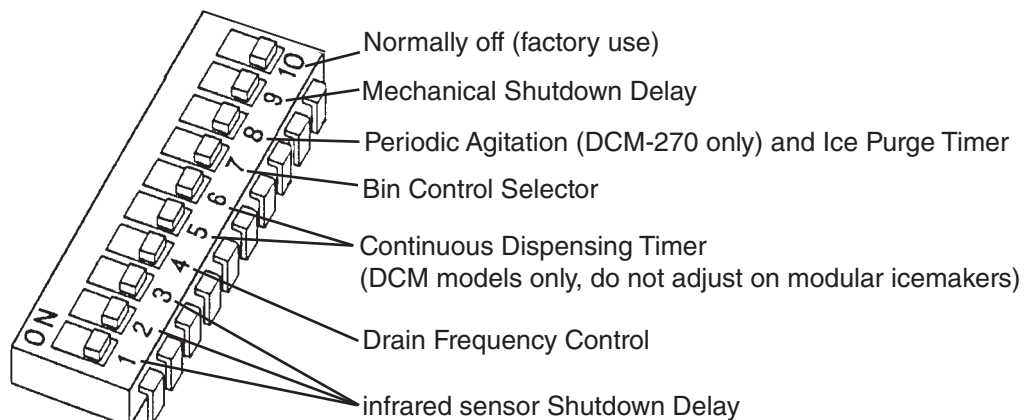 Normally off (factory use)
Mechanical Shutdown Delay
Periodic Agitation (DCM-270 only) and Ice Purge Timer
Bin Control Selector
Continuous Dispensing Timer
(DCM models only, do not adjust on modular icemakers)
Drain Frequency Control
infrared sensor Shutdown Delay
10
9
8
7
6
5
4
3
2
1
ON